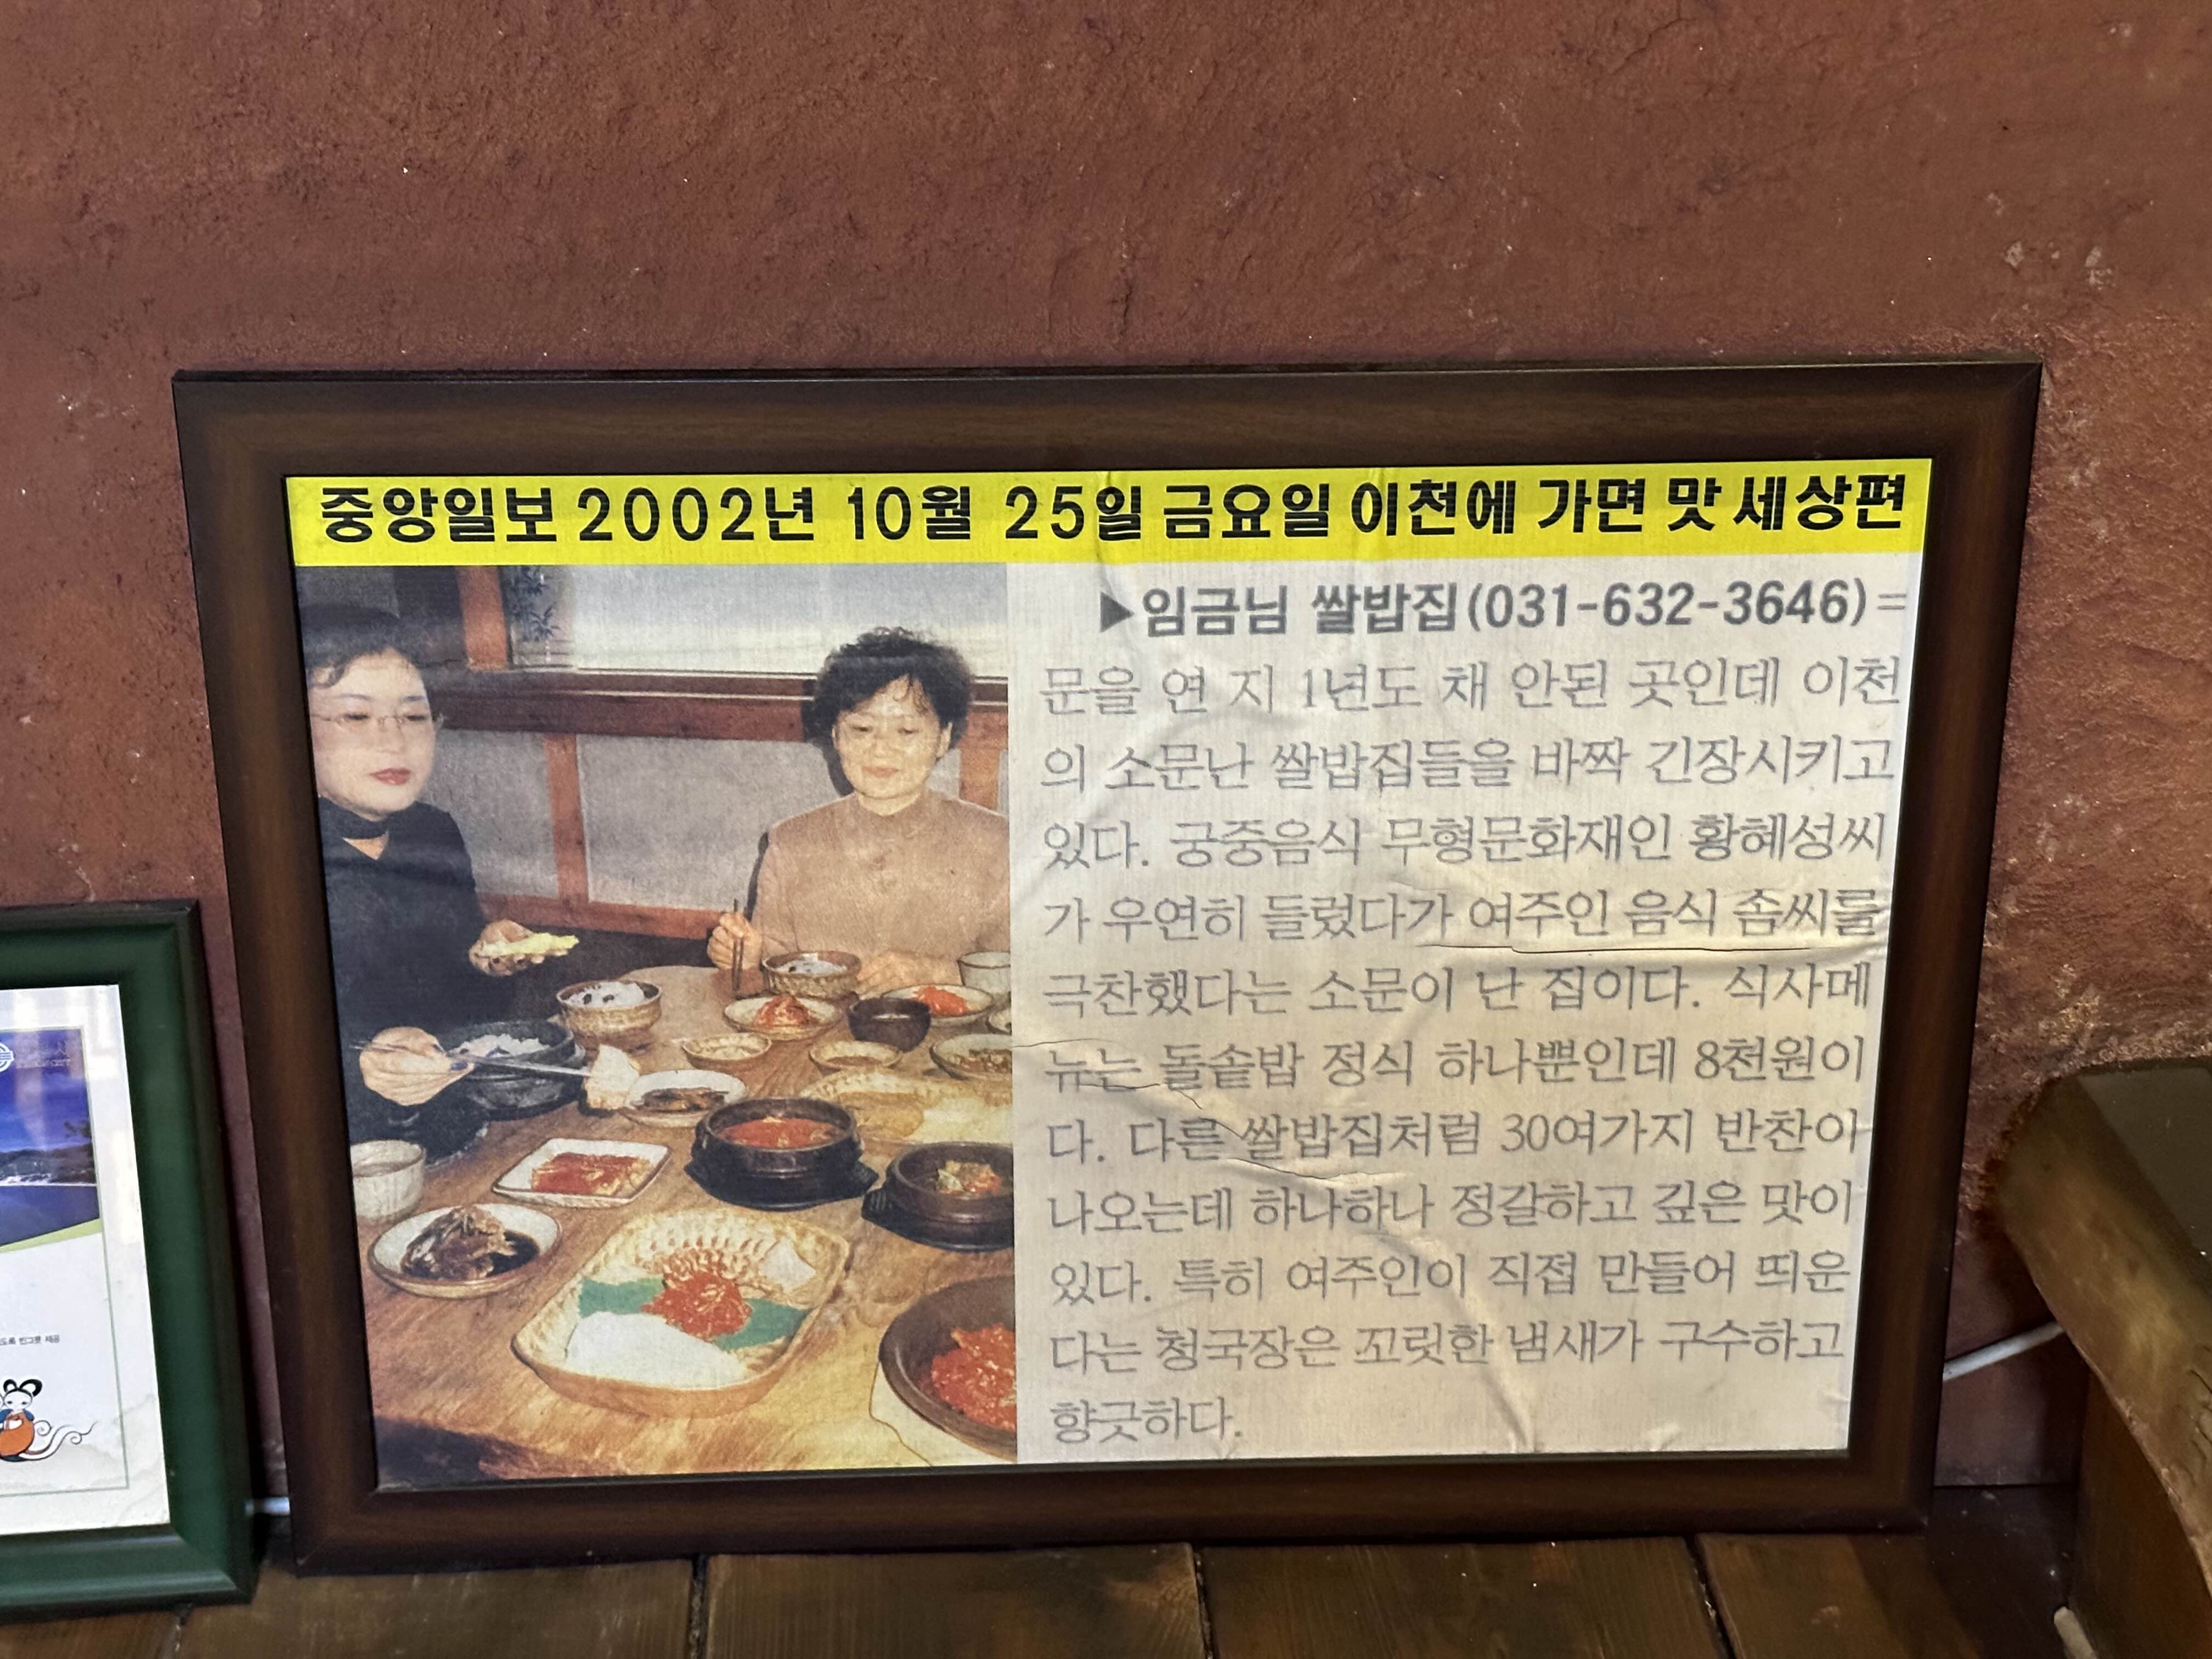 중앙일보 2002년 10월 25일 금요일 이천에 가면 맛 세상편
▶임금님 쌀밥집(031-632-3646)=
문을 연 지 1년도 채 안된 곳인데 이천
의 소문난 쌀밥집들을 바짝 긴장시키고
있다. 궁중음식 무형문화재인 황혜성씨
가 우연히 들렀다가 여주인 음식 솜씨를
극찬했다는 소문이 난 집이다. 식사메
뉴는 돌솥밥 정식 하나뿐인데 8천원이
다. 다른 쌀밥집처럼 30여가지 반찬이
나오는데 하나하나 정갈하고 깊은 맛이
있다. 특히 여주인이 직접 만들어 띄운
다는 청국장은 꼬릿한 냄새가 구수하고
향긋하다.